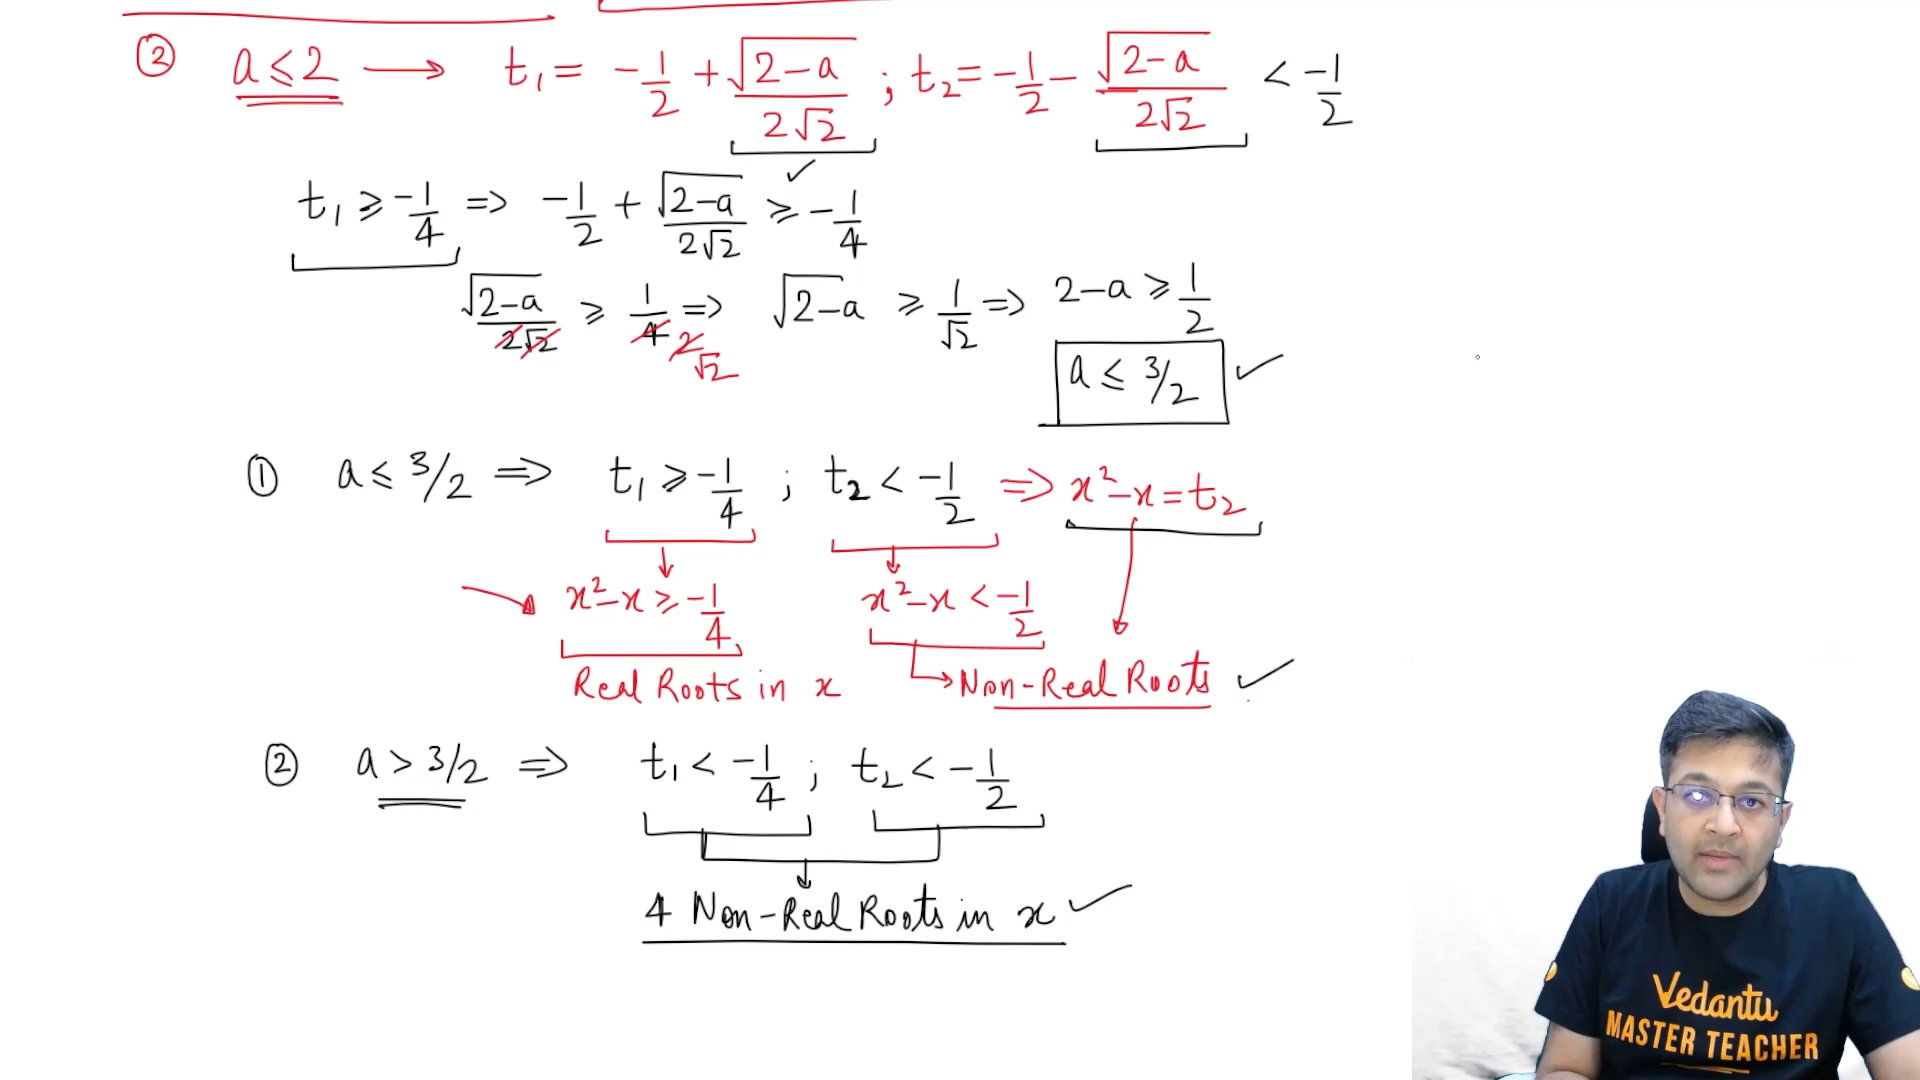 ② a ≤ 2 → t₁ = -1/2 + √(2-a)/2√2 ; t₂ = -1/2 - √(2-a)/2√2 < -1/2
t₁ ≥ -1/4 ⇒ -1/2 + √(2-a)/2√2 ≥ -1/4
√(2-a)/2√2 ≥ 1/4 2 √2 ⇒ √(2-a) ≥ 1/√2 ⇒ 2-a ≥ 1/2
a ≤ 3/2
① a ≤ 3/2 ⇒ t₁ ≥ -1/4 ; t₂ < -1/2 ⇒ x²-x = t₂
x²-x ≥ -1/4 x²-x < -1/2
Real Roots in x Non-Real Roots
② a > 3/2 ⇒ t₁ < -1/4 ; t₂ < -1/2
4 Non-Real Roots in x
Vedantu
MASTER TEACHER